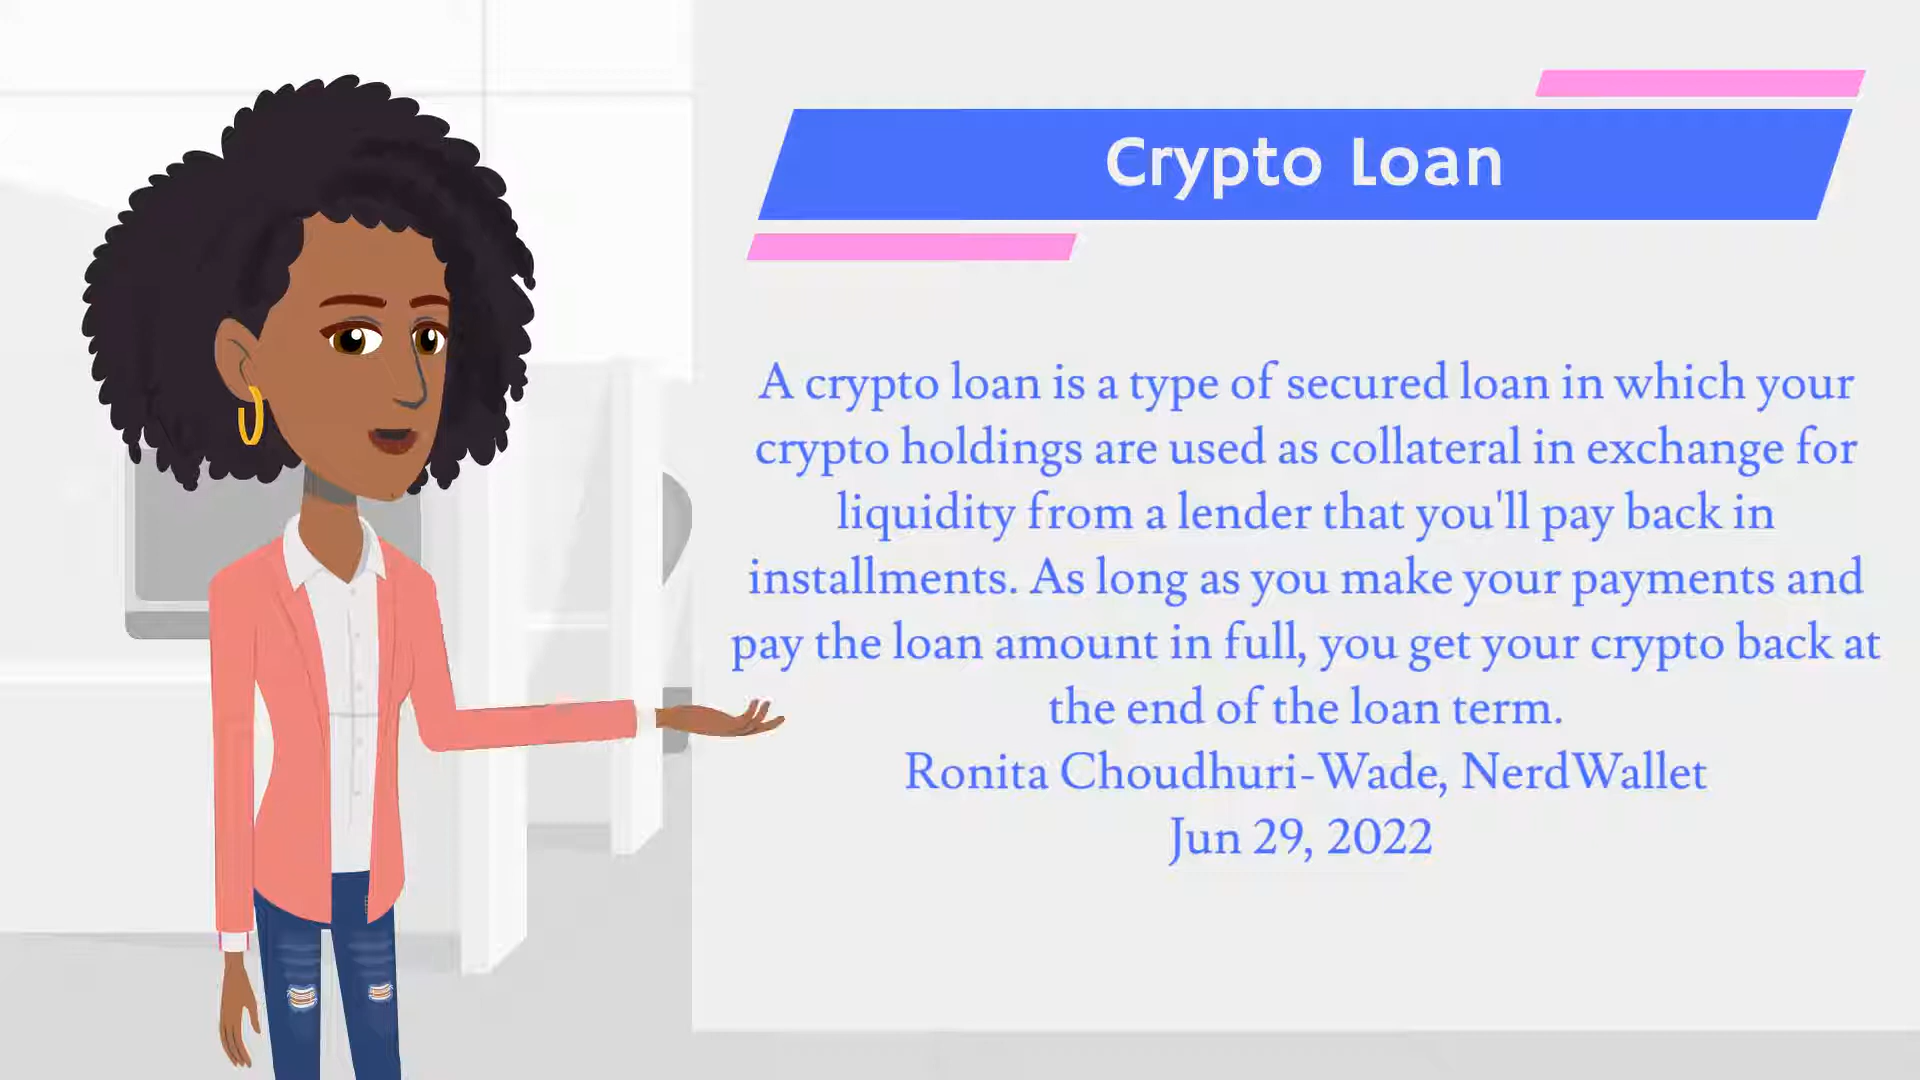 Crypto Loan
A crypto loan is a type of secured loan in which your
crypto holdings are used as collateral in exchange for
liquidity from a lender that you'll pay back in
installments. As long as you make your payments and
pay the loan amount in full, you get your crypto back at
the end of the loan term.
Ronita Choudhuri-Wade, NerdWallet
Jun 29, 2022